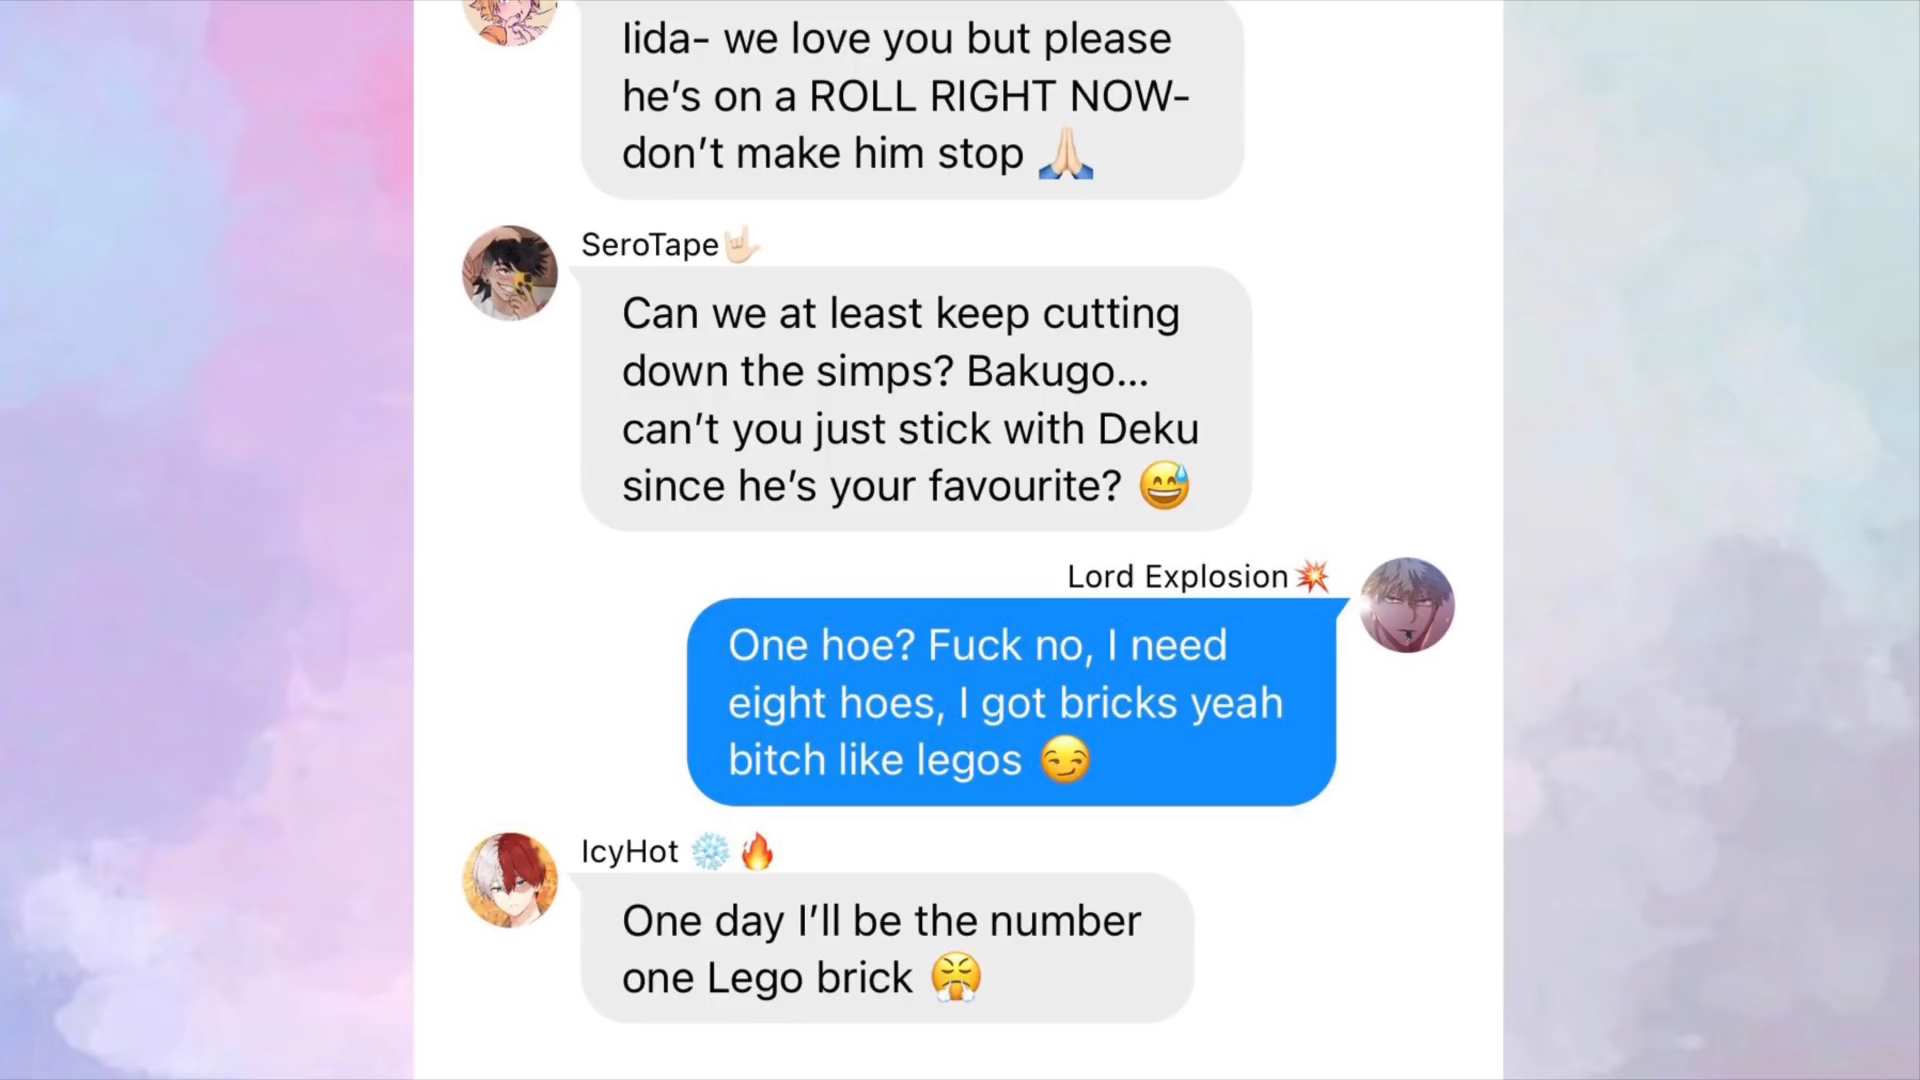 Iida- we love you but please
he’s on a ROLL RIGHT NOW-
don’t make him stop 🙏🏻
SeroTape🤟🏻
Can we at least keep cutting
down the simps? Bakugo...
can’t you just stick with Deku
since he’s your favourite? 😅
Lord Explosion💥
One hoe? Fuck no, I need
eight hoes, I got bricks yeah
bitch like legos 😏
IcyHot ❄️🔥
One day I’ll be the number
one Lego brick 😤